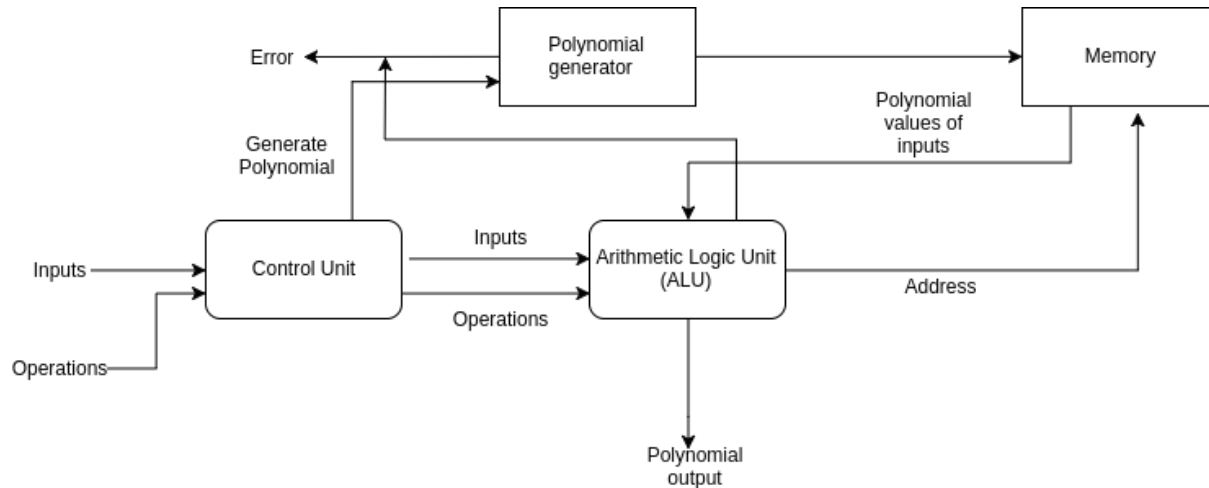 Polynomial
generator
Memory
Error
Polynomial
values of
inputs
Generate
Polynomial
Inputs
Control Unit
Inputs
Operations
Arithmetic Logic Unit
(ALU)
Address
Operations
Polynomial
output